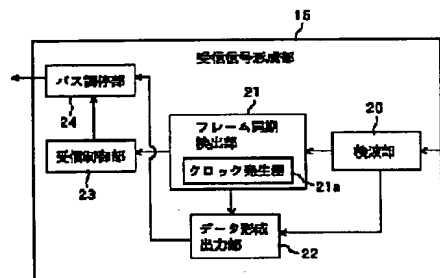 15
受信信号形成部
バス調停部
24
21
フレーム同期
検出部
クロック発生器
21a
20
検波部
受信制御部
23
データ形成
出力部
22